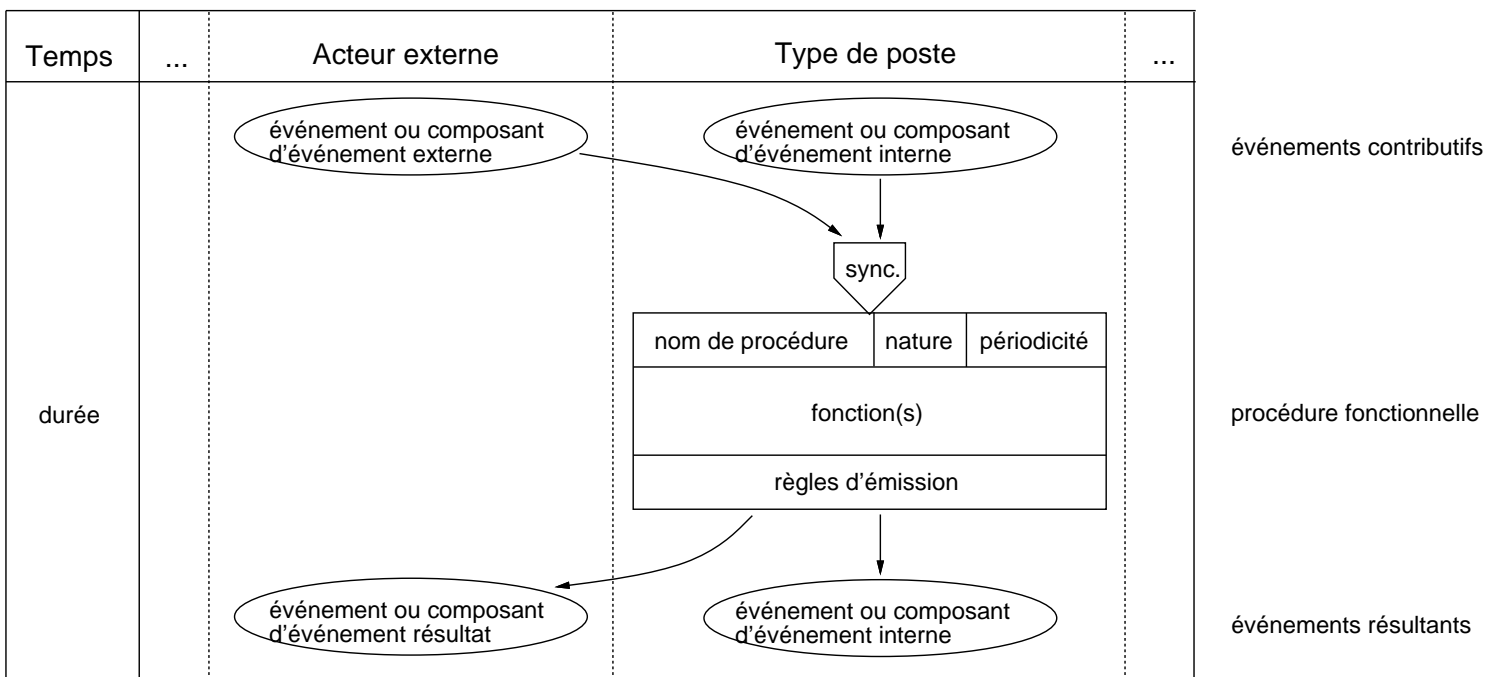 Temps
...
Acteur externe
Type de poste
...
événement ou composant
d'événement externe
événement ou composant
d'événement interne
événements contributifs
sync.
nom de procédure
nature
périodicité
durée
fonction(s)
procédure fonctionnelle
règles d'émission
événement ou composant
d'événement résultat
événement ou composant
d'événement interne
événements résultants